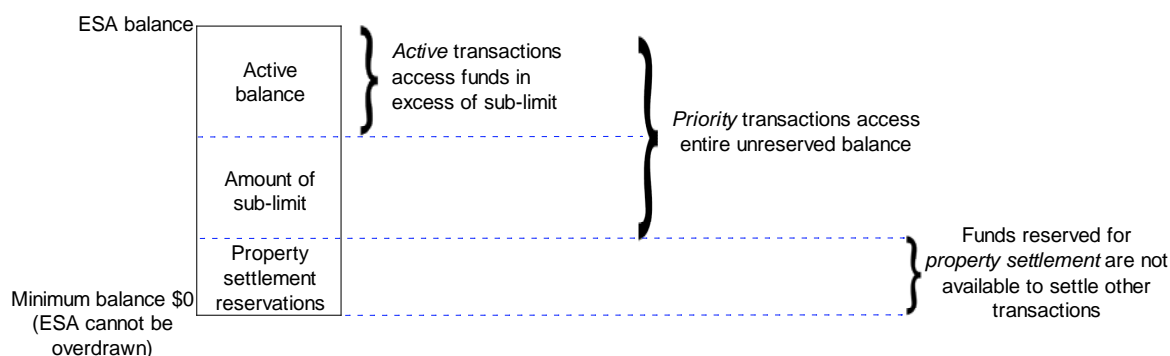 ESA balance
Active
balance
Active transactions
access funds in
excess of sub-limit
Priority transactions access
entire unreserved balance
Amount of
sub-limit
Property
settlement
reservations
Funds reserved for
property settlement are not
available to settle other
transactions
Minimum balance $0
(ESA cannot be
overdrawn)